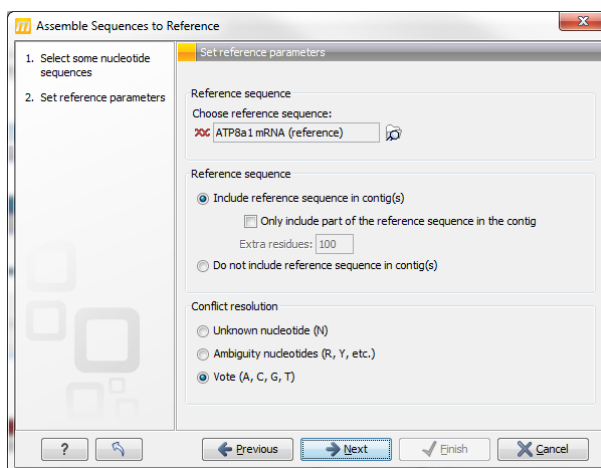 Assemble Sequences to Reference
1. Select some nucleotide
sequences
2. Set reference parameters
Set reference parameters
Reference sequence
Choose reference sequence:
ATP8a1 mRNA (reference)
Reference sequence
Include reference sequence in contig(s)
Only include part of the reference sequence in the contig
Extra residues: 100
Do not include reference sequence in contig(s)
Conflict resolution
Unknown nucleotide (N)
Ambiguity nucleotides (R, Y, etc.)
Vote (A, C, G, T)
? Previous Next Finish Cancel